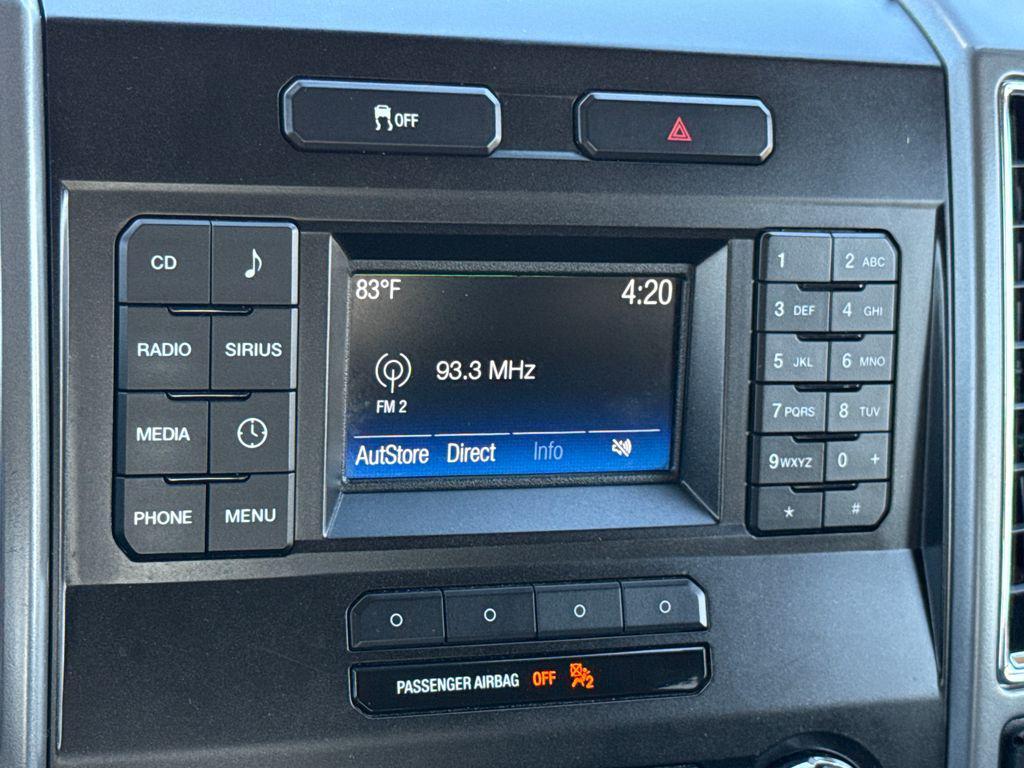 OFF
CD
RADIO SIRIUS
MEDIA
PHONE MENU
83°F 4:20
93.3 MHz
FM 2
AutStore Direct Info
1 2 ABC
3 DEF 4 GHI
5 JKL 6 MNO
7 PQRS 8 TUV
9 WXYZ 0 +
* #
PASSENGER AIRBAG OFF 2